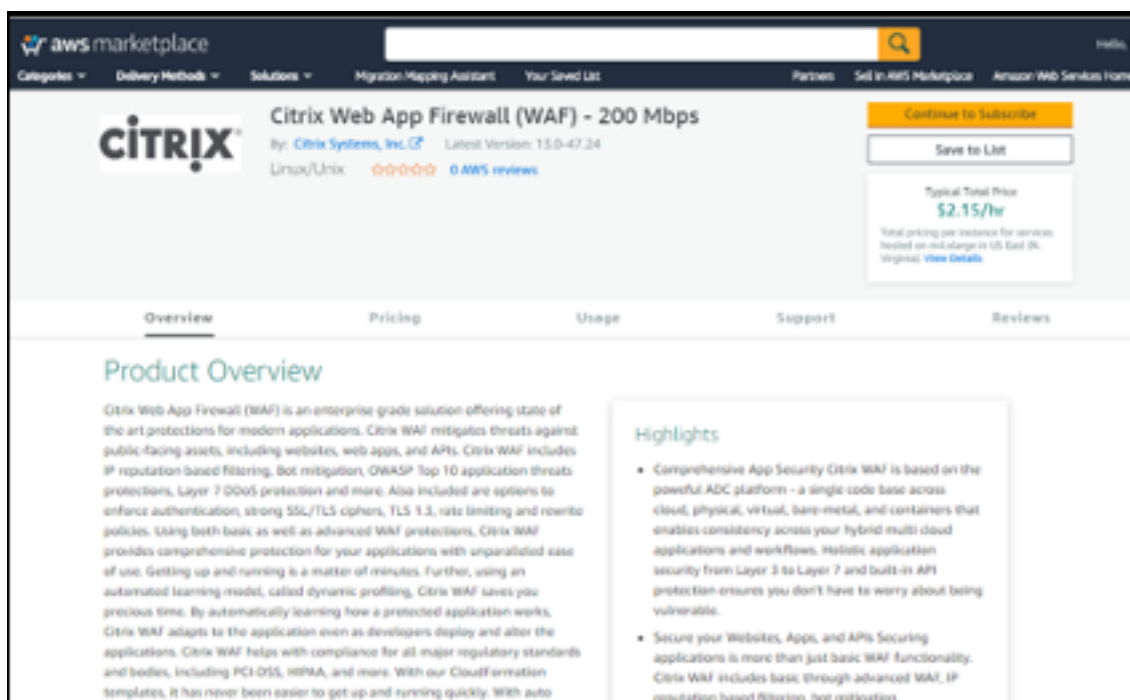 aws marketplace
Hello,
Categories Delivery Methods Solutions Migration Mapping Assistant Your Saved List Partners Sell in AWS Marketplace Amazon Web Services Home
CITRIX
Citrix Web App Firewall (WAF) - 200 Mbps
By: Citrix Systems, Inc. Latest Version: 13.0-47.24
Linux/Unix 0 AWS reviews
Continue to Subscribe
Save to List
Typical Total Price
$2.15/hr
Total pricing per instance for services
hosted on m4.xlarge in US East (N.
Virginia). View Details
Overview Pricing Usage Support Reviews
Product Overview
Citrix Web App Firewall (WAF) is an enterprise grade solution offering state of
the art protections for modern applications. Citrix WAF mitigates threats against
public-facing assets, including websites, web apps, and APIs. Citrix WAF includes
IP reputation based filtering, Bot mitigation, OWASP Top 10 application threats
protections, Layer 7 DDoS protection and more. Also included are options to
enforce authentication, strong SSL/TLS ciphers, TLS 1.3, rate limiting and rewrite
policies. Using both basic as well as advanced WAF protections, Citrix WAF
provides comprehensive protection for your applications with unparalleled ease
of use. Getting up and running is a matter of minutes. Further, using an
automated learning model, called dynamic profiling, Citrix WAF saves you
precious time. By automatically learning how a protected application works,
Citrix WAF adapts to the application even as developers deploy and alter the
applications. Citrix WAF helps with compliance for all major regulatory standards
and bodies, including PCI-DSS, HIPAA, and more. With our CloudFormation
templates, it has never been easier to get up and running quickly. With auto
Highlights
• Comprehensive App Security Citrix WAF is based on the
poweful ADC platform - a single code base across
cloud, physical, virtual, bare-metal, and containers that
enables consistency across your hybrid multi cloud
applications and workflows. Holistic application
security from Layer 3 to Layer 7 and built-in API
protection ensures you don't have to worry about being
vulnerable.
• Secure your Websites, Apps, and APIs Securing
applications is more than just basic WAF functionality.
Citrix WAF includes basic through advanced WAF, IP
reputation based filtering, bot mitigation,